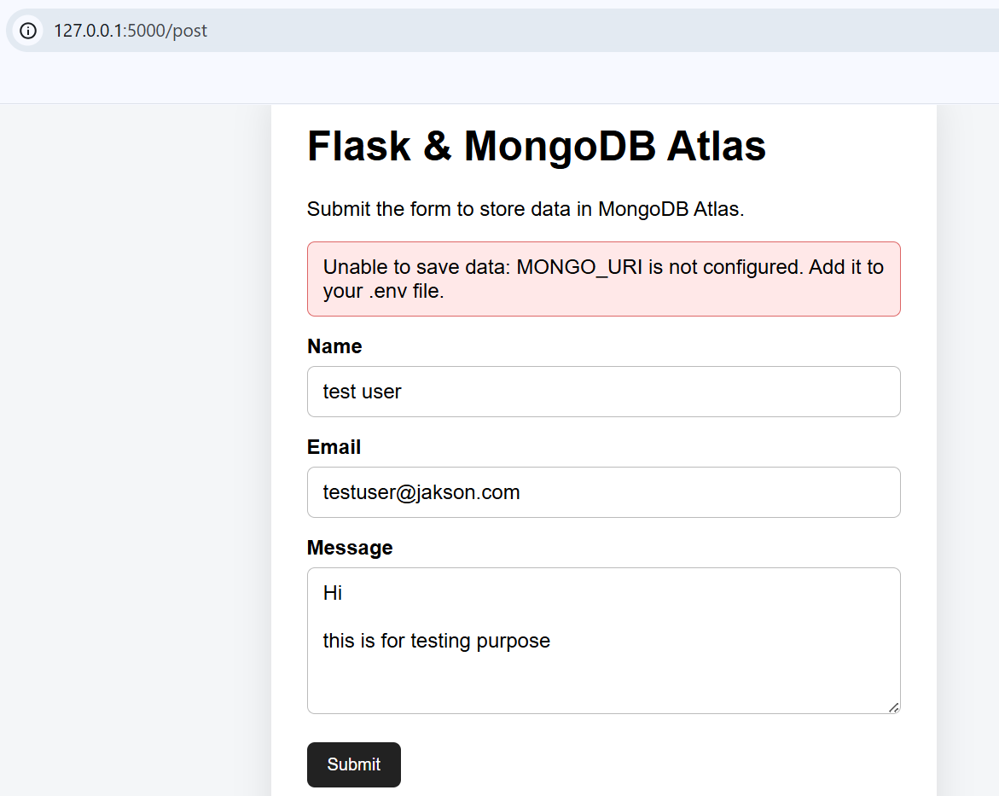 127.0.0.1:5000/post
Flask & MongoDB Atlas
Submit the form to store data in MongoDB Atlas.
Unable to save data: MONGO_URI is not configured. Add it to
your .env file.
Name
test user
Email
testuser@jakson.com
Message
Hi
this is for testing purpose
Submit